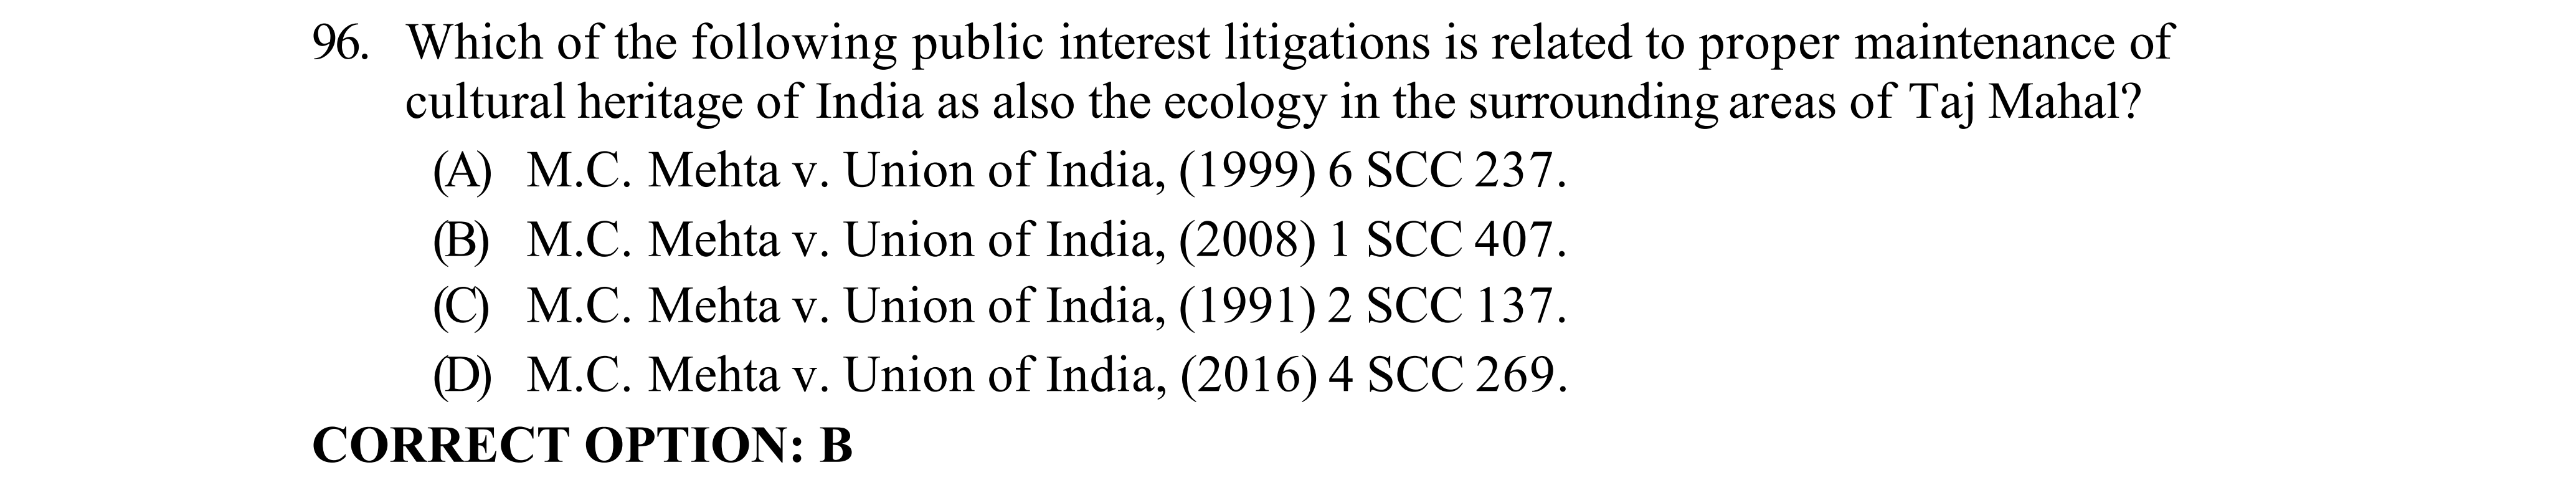 96. Which of the following public interest litigations is related to proper maintenance of
cultural heritage of India as also the ecology in the surrounding areas of Taj Mahal?
(A) M.C. Mehta v. Union of India, (1999) 6 SCC 237.
(B) M.C. Mehta v. Union of India, (2008) 1 SCC 407.
(C) M.C. Mehta v. Union of India, (1991) 2 SCC 137.
(D) M.C. Mehta v. Union of India, (2016) 4 SCC 269.
CORRECT OPTION: B